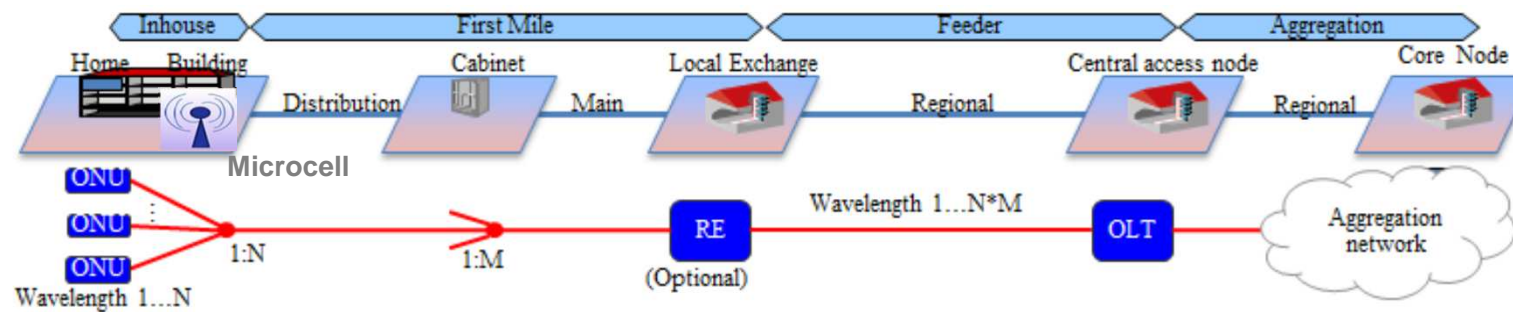 Inhouse First Mile Feeder Aggregation
Home Building Cabinet Local Exchange Central access node Core Node
Distribution Main Regional Regional
Microcell
ONU
ONU
ONU
1:N
1:M
RE
(Optional)
Wavelength 1…N*M
OLT
Aggregation
network
Wavelength 1…N